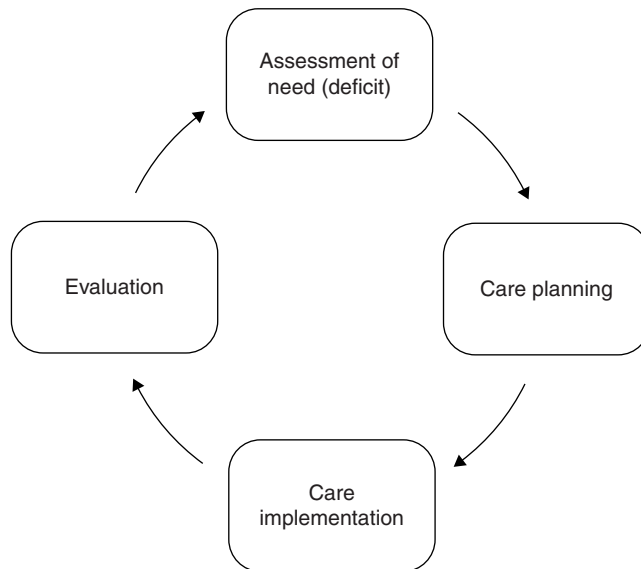 Assessment of
need (deficit)
Care planning
Care
implementation
Evaluation